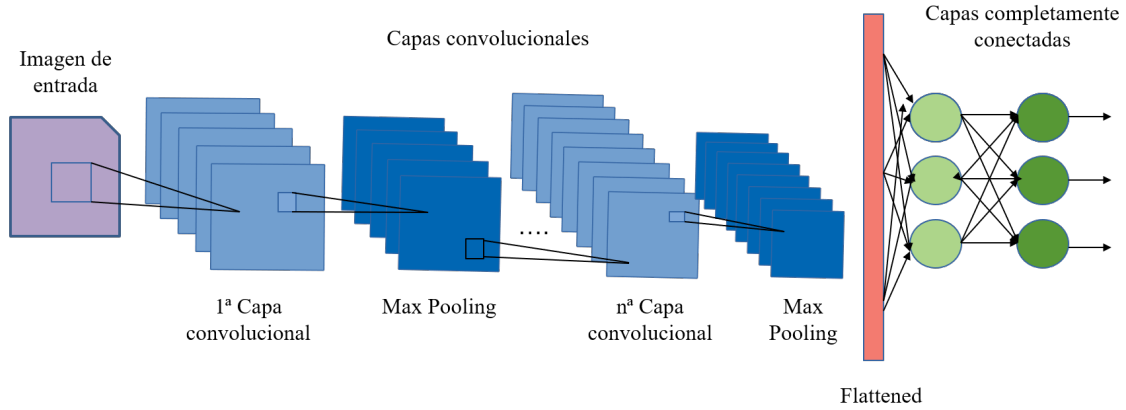 Capas convolucionales
Capas completamente
conectadas
Imagen de
entrada
....
1ª Capa
convolucional
Max Pooling
nª Capa
convolucional
Max
Pooling
Flattened